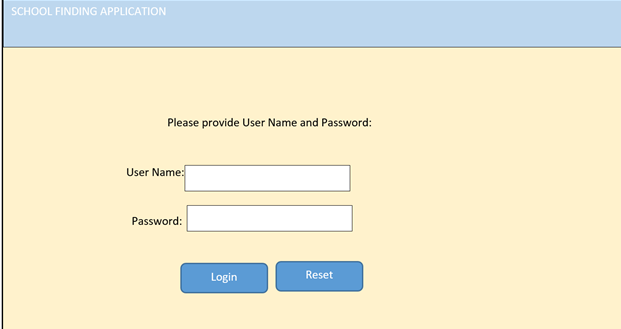 SCHOOL FINDING APPLICATION
Please provide User Name and Password:
User Name:
Password:
Login
Reset